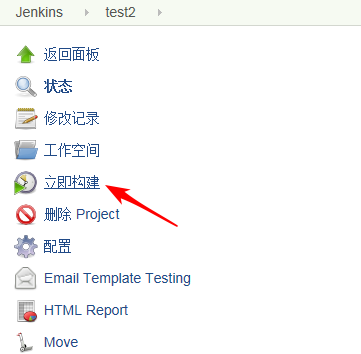 Jenkins test2
返回面板
状态
修改记录
工作空间
立即构建
删除 Project
配置
Email Template Testing
HTML Report
Move